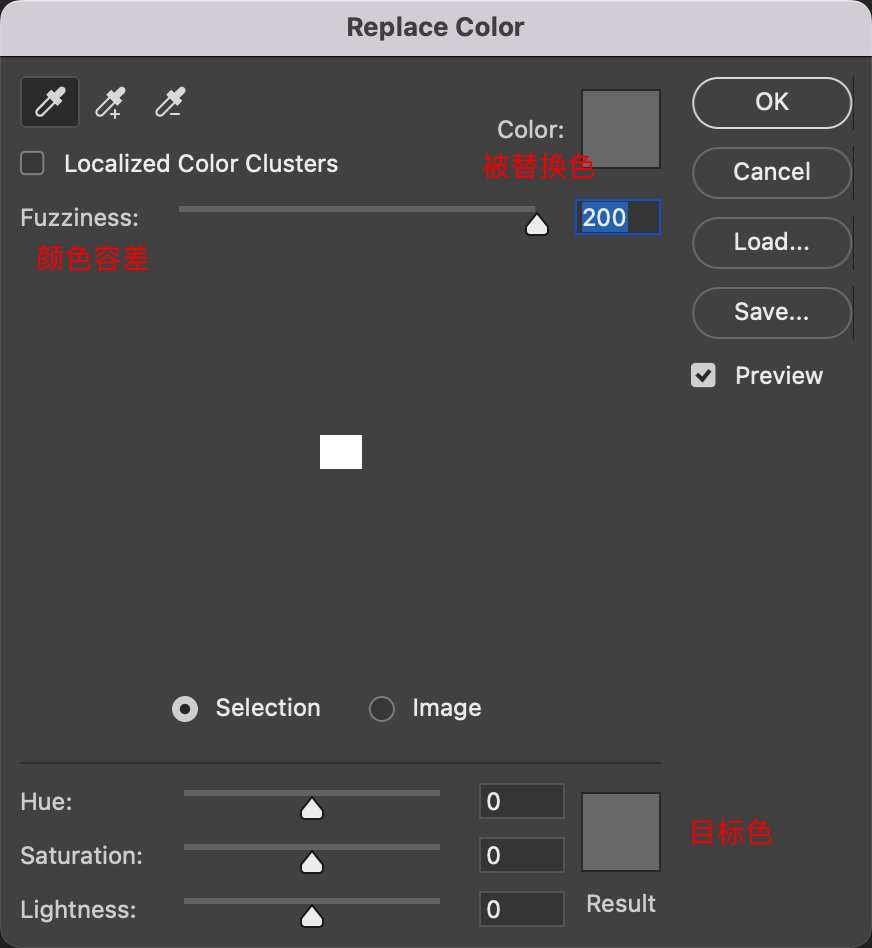 Replace Color
Color:
被替换色
Localized Color Clusters
Fuzziness:
200
颜色容差
OK
Cancel
Load...
Save...
Preview
Selection
Image
Hue:
0
Saturation:
0
Lightness:
0
目标色
Result